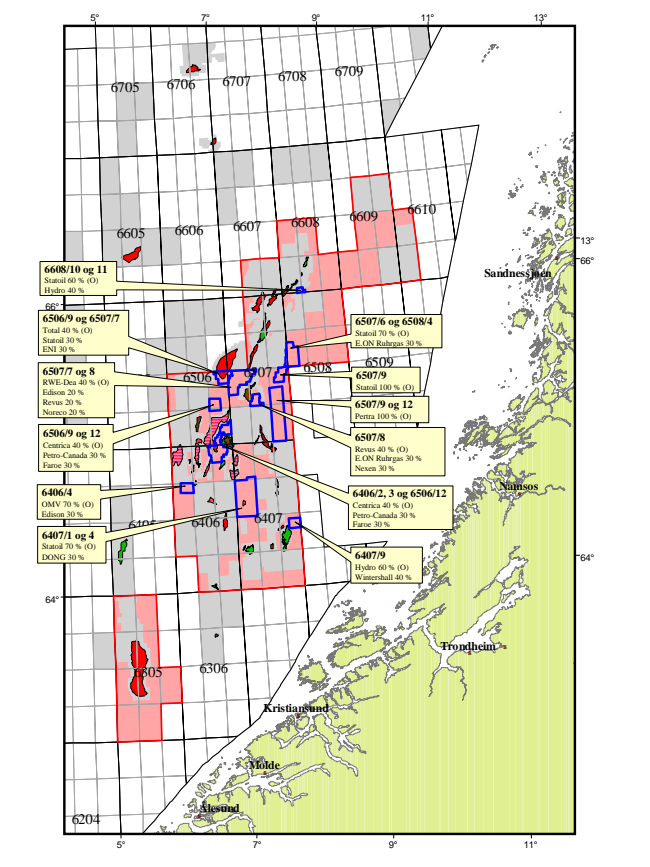 5°
7°
9°
11°
13°
6705
6706
6707
6708
6709
6605
6606
6607
6608
6609
6610
13°
66°
Sandnessjøen
6608/10 og 11
Statoil 60 % (O)
Hydro 40 %
66°
6506/9 og 6507/7
Total 40 % (O)
Statoil 30 %
ENI 30 %
6507/6 og 6508/4
Statoil 70 % (O)
E.ON Ruhrgas 30 %
6507/7 og 8
RWE-Dea 40 % (O)
Edison 20 %
Revus 20 %
Noreco 20 %
6506
6508
6509
6507/9
Statoil 100 % (O)
6507/9 og 12
Pertra 100 % (O)
6506/9 og 12
Centrica 40 % (O)
Petro-Canada 30 %
Faroe 30 %
6507/8
Revus 40 % (O)
E.ON Ruhrgas 30 %
Nexen 30 %
6406/4
OMV 70 % (O)
Edison 30 %
6406/2, 3 og 6506/12
Centrica 40 % (O)
Petro-Canada 30 %
Faroe 30 %
Namsos
6406
6407
6407/1 og 4
Statoil 70 % (O)
DONG 30 %
6407/9
Hydro 60 % (O)
Wintershall 40 %
64°
64°
6306
Trondheim
Kristiansund
Molde
Ålesund
6204
5°
7°
9°
11°